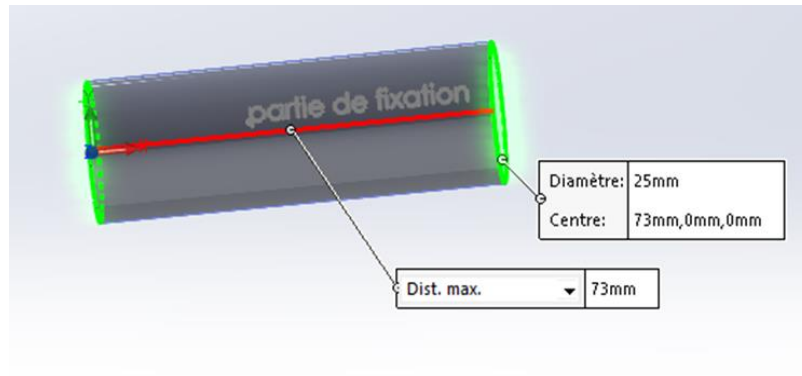 partie de fixation
Diamètre: 25mm
Centre: 73mm,0mm,0mm
Dist. max. 73mm